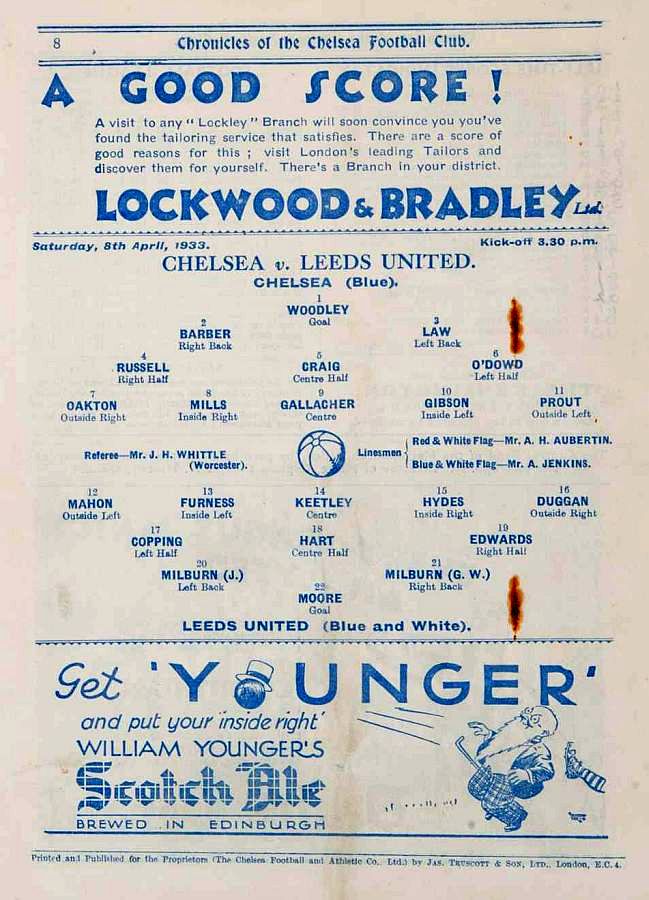 8
Chronicles of the Chelsea Football Club.
A GOOD SCORE!
A visit to any "Lockley" Branch will soon convince you you've
found the tailoring service that satisfies. There are a score of
good reasons for this; visit London's leading Tailors and
discover them for yourself. There's a Branch in your district.
LOCKWOOD & BRADLEY Ltd.
Saturday, 8th April, 1933. Kick-off 3.30 p.m.
CHELSEA v. LEEDS UNITED.
CHELSEA (Blue).
1
WOODLEY
Goal
2 3
BARBER LAW
Right Back Left Back
4 5 6
RUSSELL CRAIG O'DOWD
Right Half Centre Half Left Half
7 8 9 10 11
OAKTON MILLS GALLACHER GIBSON PROUT
Outside Right Inside Right Centre Inside Left Outside Left
Referee—Mr. J. H. WHITTLE
(Worcester).
Linesmen
Red & White Flag—Mr. A. H. AUBERTIN.
Blue & White Flag—Mr. A. JENKINS.
12 13 14 15 16
MAHON FURNESS KEETLEY HYDES DUGGAN
Outside Left Inside Left Centre Inside Right Outside Right
17 18 19
COPPING HART EDWARDS
Left Half Centre Half Right Half
20 21
MILBURN (J.) MILBURN (G. W.)
Left Back Right Back
22
MOORE
Goal
LEEDS UNITED (Blue and White).
Get 'YOUNGER'
and put your 'inside right'
WILLIAM YOUNGER'S
Scotch Ale
BREWED IN EDINBURGH
Printed and Published for the Proprietors (The Chelsea Football and Athletic Co., Ltd.) by JAS. TRUSCOTT & SON, LTD., London, E.C. 4.